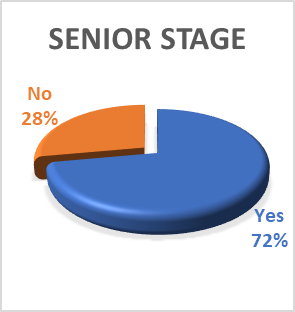 SENIOR STAGE
No
28%
Yes
72%